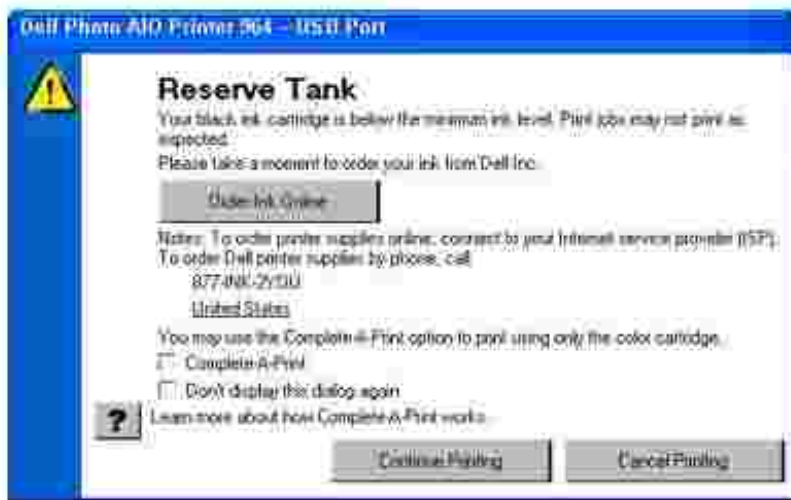 Dell Photo AIO Printer 964 - USB Port
Reserve Tank
Your black ink cartridge is below the minimum ink level. Print jobs may not print as
expected.
Please take a moment to order your ink from Dell Inc.
Order Ink Online
Notes: To order printer supplies online, connect to your Internet service provider (ISP).
To order Dell printer supplies by phone, call
877-INK-2YOU
United States
You may use the Complete-A-Print option to print using only the color cartridge.
Complete-A-Print
Don't display this dialog again
? Learn more about how Complete-A-Print works.
Continue Printing
Cancel Printing